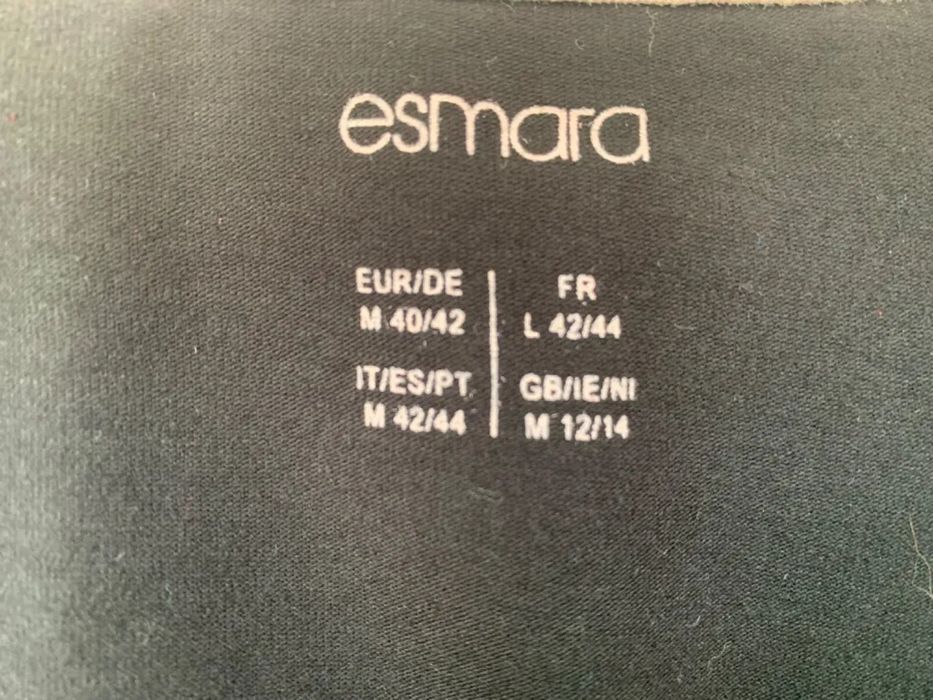 esmara
EUR/DE
M 40/42
FR
L 42/44
IT/ES/PT
M 42/44
GB/IE/NI
M 12/14